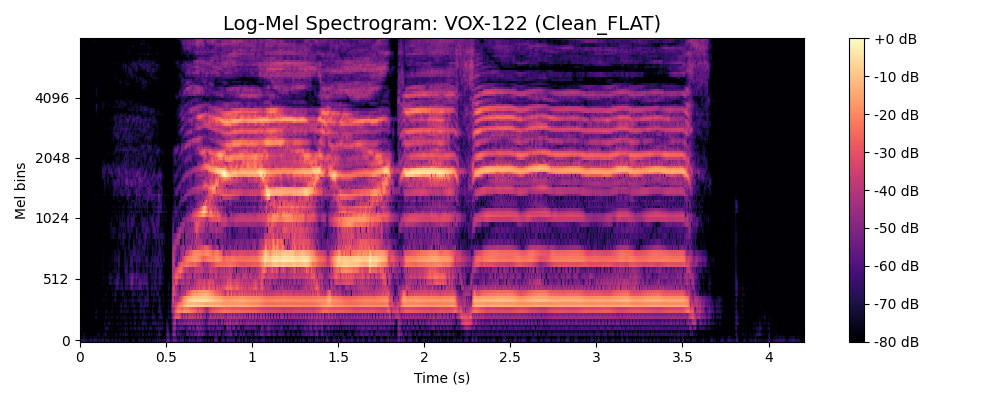 Log-Mel Spectrogram: VOX-122 (Clean_FLAT)
+0 dB
-10 dB
-20 dB
-30 dB
-40 dB
-50 dB
-60 dB
-70 dB
-80 dB
Mel bins
4096
2048
1024
512
0
0 0.5 1 1.5 2 2.5 3 3.5 4
Time (s)